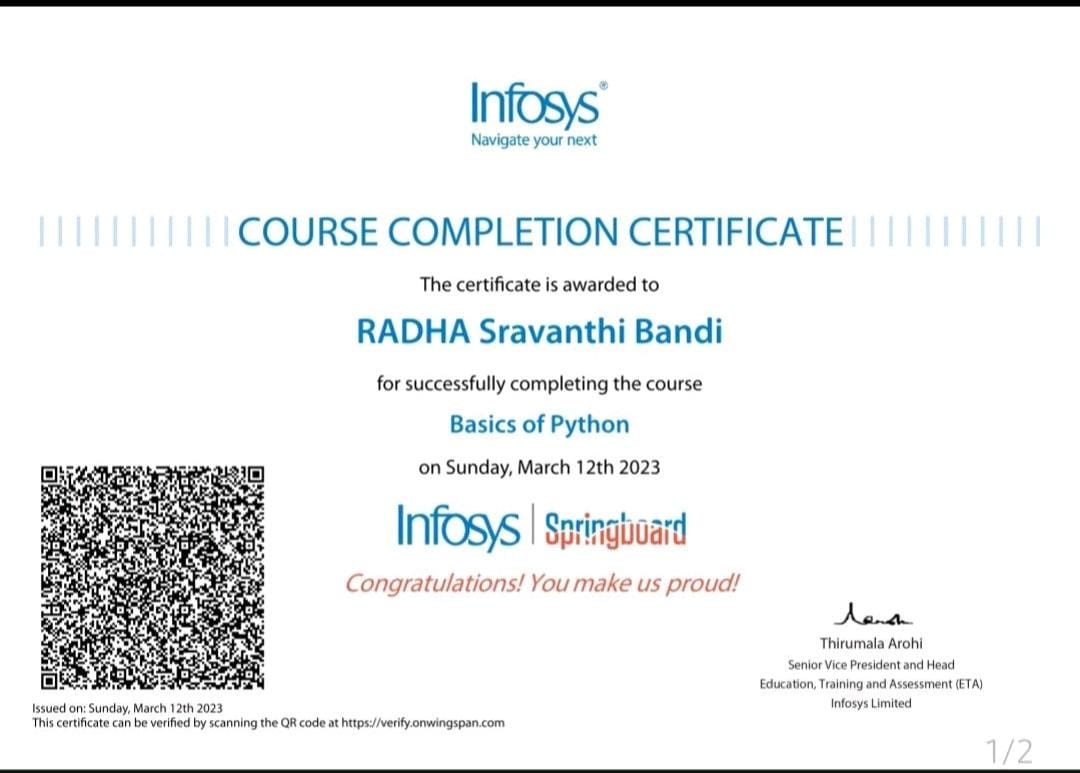 Infosys®
Navigate your next
COURSE COMPLETION CERTIFICATE
The certificate is awarded to
RADHA Sravanthi Bandi
for successfully completing the course
Basics of Python
on Sunday, March 12th 2023
Infosys | Springboard
Congratulations! You make us proud!
Thirumala Arohi
Senior Vice President and Head
Education, Training and Assessment (ETA)
Infosys Limited
Issued on: Sunday, March 12th 2023
This certificate can be verified by scanning the QR code at https://verify.onwingspan.com
1/2